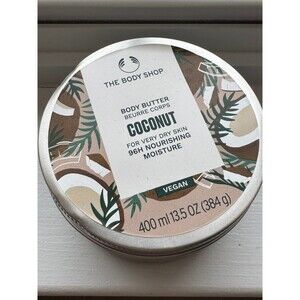 THE BODY SHOP
BODY BUTTER
BEURRE CORPS
COCONUT
FOR VERY DRY SKIN
96H NOURISHING
MOISTURE
VEGAN
400 ml 13.5 OZ (384 g)